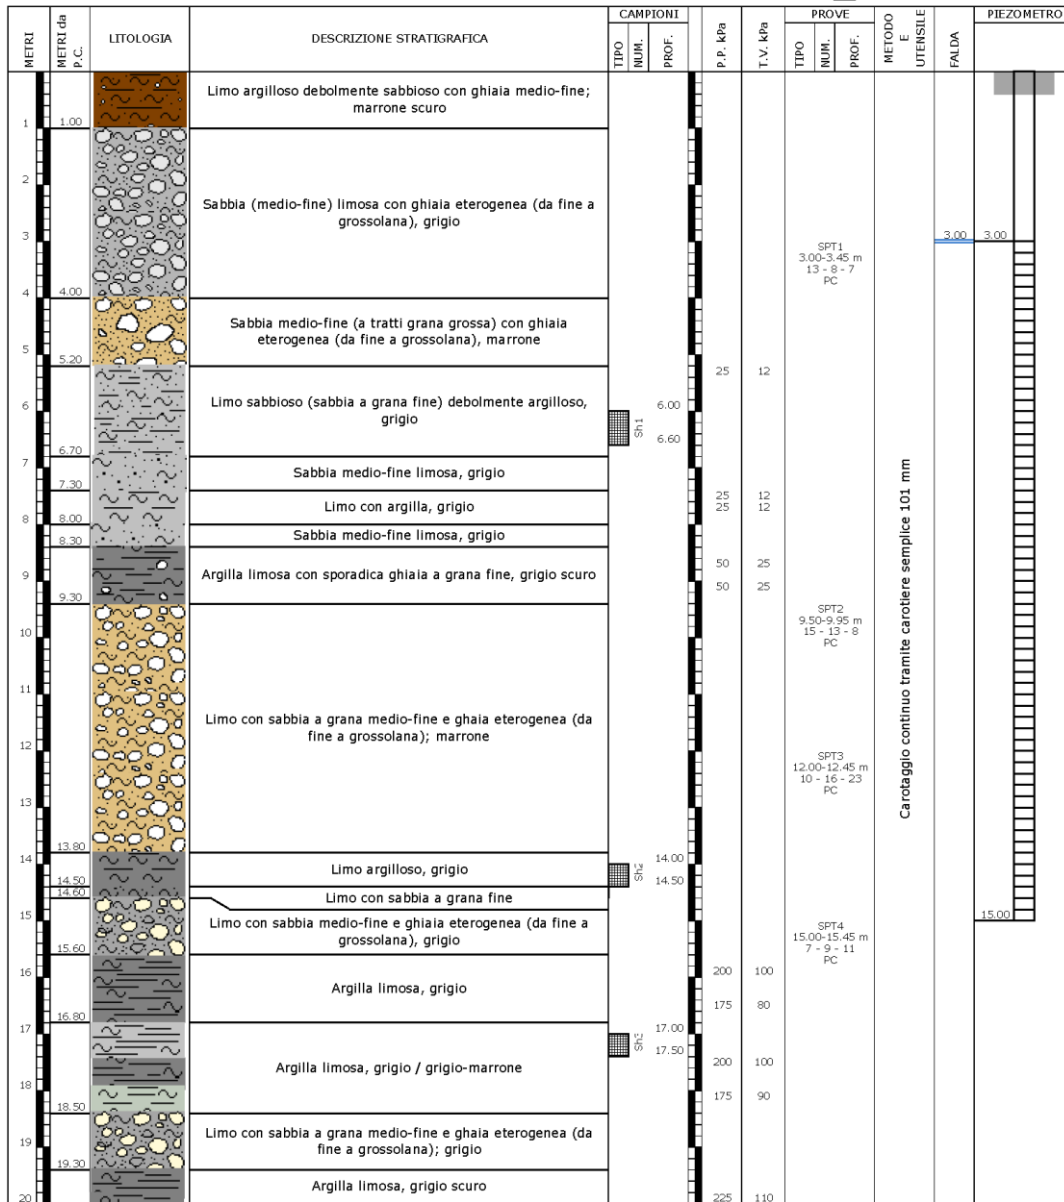 METRI
METRI da P.C.
LITOLOGIA
DESCRIZIONE STRATIGRAFICA
CAMPIONI
TIPO
NUM.
PROF.
P.P. kPa
T.V. kPa
PROVE
TIPO
NUM.
PROF.
METODO
E
UTENSILE
FALDA
PIEZOMETRO
Limo argilloso debolmente sabbioso con ghiaia medio-fine;
marrone scuro
1
1.00
2
Sabbia (medio-fine) limosa con ghiaia eterogenea (da fine a
grossolana), grigio
3
3.00
3.00
SPT1
3.00-3.45 m
13 - 8 - 7
PC
4
4.00
Sabbia medio-fine (a tratti grana grossa) con ghiaia
eterogenea (da fine a grossolana), marrone
5
5.20
25
12
Limo sabbioso (sabbia a grana fine) debolmente argilloso,
grigio
6
6.00
Sh1
6.60
6.70
7
Sabbia medio-fine limosa, grigio
7.30
25
12
Limo con argilla, grigio
25
12
8
8.00
Sabbia medio-fine limosa, grigio
8.30
50
25
Argilla limosa con sporadica ghiaia a grana fine, grigio scuro
9
50
25
9.30
SPT2
9.50-9.95 m
15 - 13 - 8
PC
10
11
Limo con sabbia a grana medio-fine e ghaia eterogenea (da
fine a grossolana); marrone
12
SPT3
12.00-12.45 m
10 - 16 - 23
PC
13
13.80
14
Limo argilloso, grigio
14.00
Sh2
14.50
14.50
14.60
Limo con sabbia a grana fine
15
15.00
Limo con sabbia medio-fine e ghiaia eterogenea (da fine a
grossolana), grigio
SPT4
15.00-15.45 m
7 - 9 - 11
PC
15.60
16
200
100
Argilla limosa, grigio
175
80
16.80
17
17.00
Sh3
17.50
200
100
Argilla limosa, grigio / grigio-marrone
18
175
90
18.50
Limo con sabbia a grana medio-fine e ghaia eterogenea (da
fine a grossolana); grigio
19
19.30
Argilla limosa, grigio scuro
20
225
110
Carotaggio continuo tramite carotiere semplice 101 mm